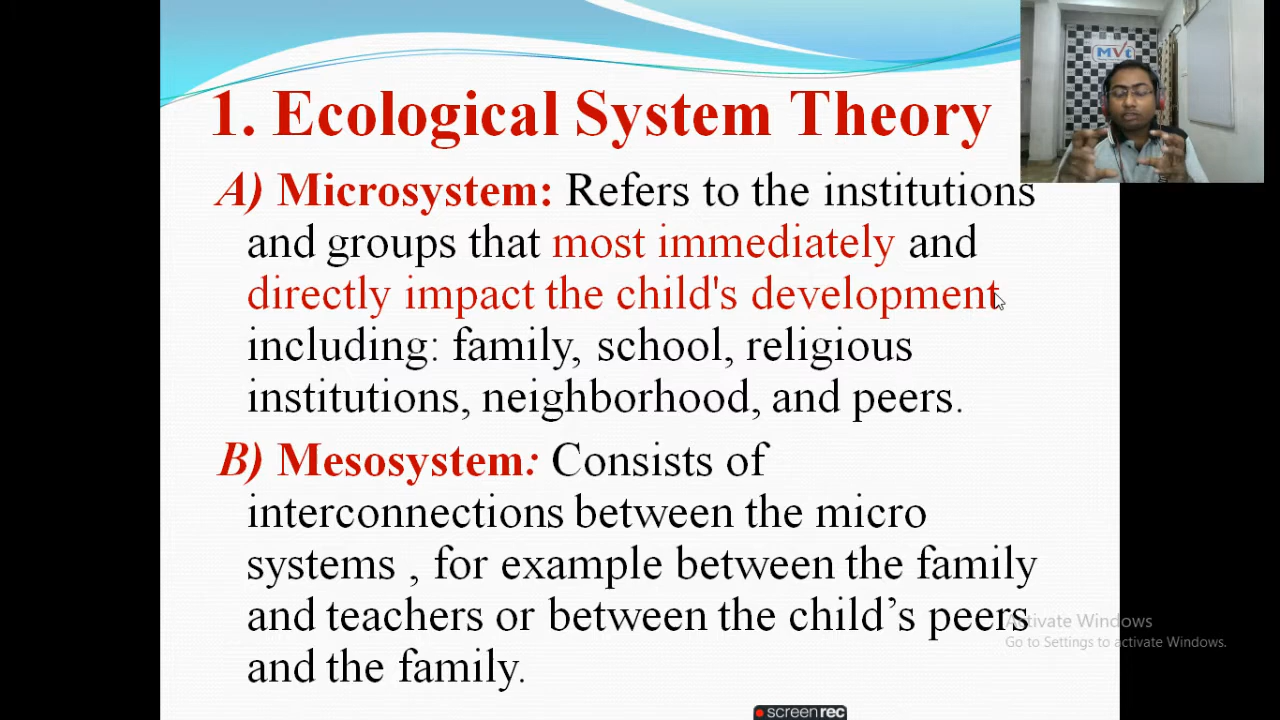 1. Ecological System Theory
A) Microsystem: Refers to the institutions
and groups that most immediately and
directly impact the child's development
including: family, school, religious
institutions, neighborhood, and peers.
B) Mesosystem: Consists of
interconnections between the micro
systems , for example between the family
and teachers or between the child’s peers
and the family.
MVt
Activate Windows
Go to Settings to activate Windows.
screenrec